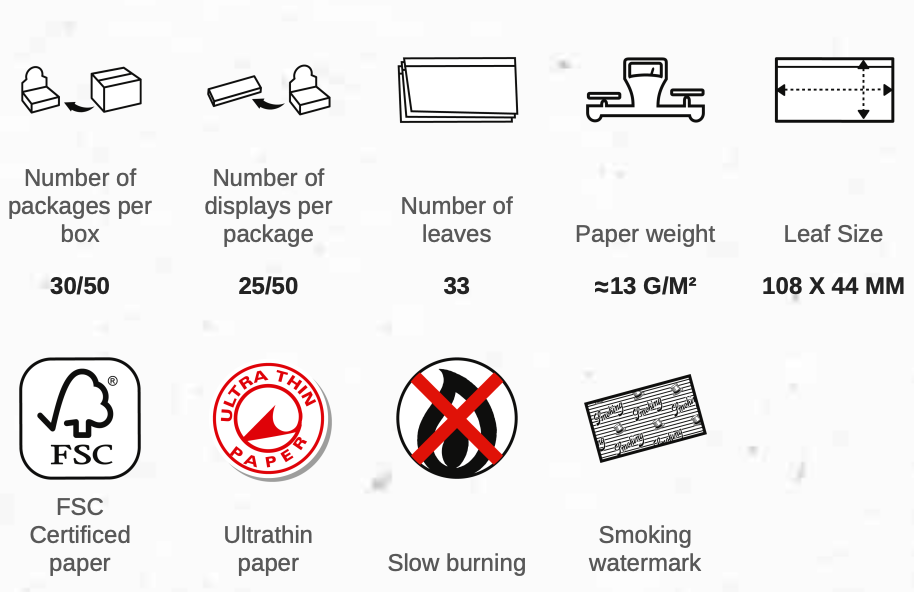 Number of
packages per
box
30/50
Number of
displays per
package
25/50
Number of
leaves
33
Paper weight
≈13 G/M²
Leaf Size
108 X 44 MM
®
FSC
FSC
Certificed
paper
ULTRA THIN
PAPER
Ultrathin
paper
Slow burning
Smoking
Smoking
Smoking
Smoking
Smoking
Smoking
watermark